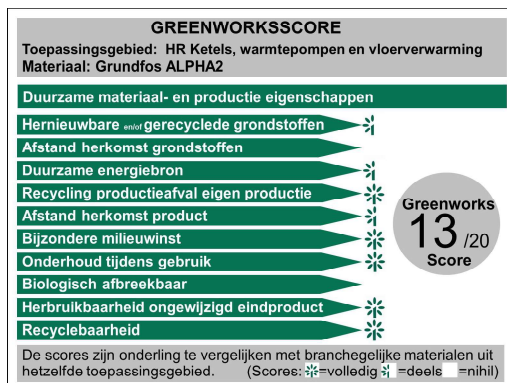 GREENWORKSSCORE
Toepassingsgebied: HR Ketels, warmtepompen en vloerverwarming
Materiaal: Grundfos ALPHA2
Duurzame materiaal- en productie eigenschappen
Hernieuwbare en/of gerecyclede grondstoffen
Afstand herkomst grondstoffen
Duurzame energiebron
Recycling productieafval eigen productie
Afstand herkomst product
Bijzondere milieuwinst
Onderhoud tijdens gebruik
Biologisch afbreekbaar
Herbruikbaarheid ongewijzigd eindproduct
Recyclebaarheid
Greenworks
13 /20
Score
De scores zijn onderling te vergelijken met branchegelijke materialen uit
hetzelfde toepassingsgebied. (Scores: =volledig =deels =nihil)